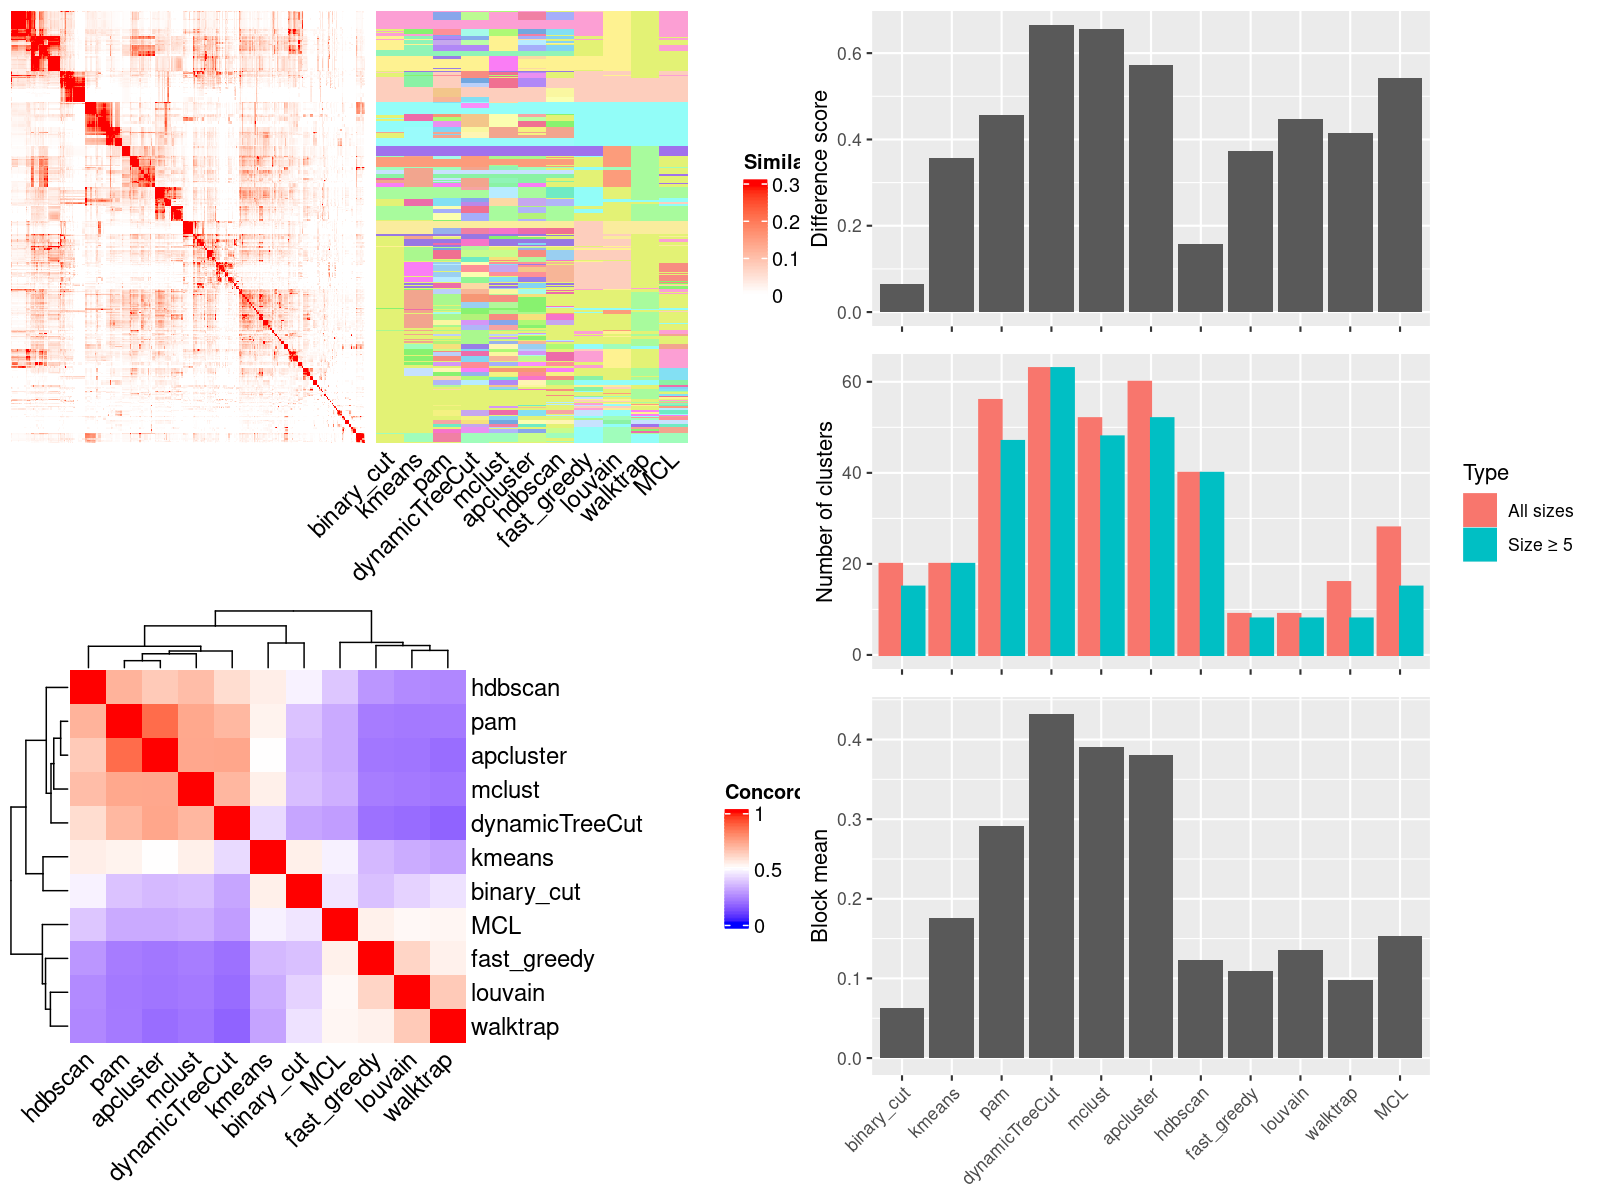 Simila
0.3
0.2
0.1
0
binary_cut
kmeans
pam
dynamicTreeCut
mclust
apcluster
hdbscan
fast_greedy
louvain
walktrap
MCL
hdbscan
pam
apcluster
mclust
dynamicTreeCut
kmeans
binary_cut
MCL
fast_greedy
louvain
walktrap
hdbscan
pam
apcluster
mclust
dynamicTreeCut
kmeans
binary_cut
MCL
fast_greedy
louvain
walktrap
Concord
1
0.5
0
Difference score
0.6
0.4
0.2
0.0
Number of clusters
60
40
20
0
Type
All sizes
Size ≥ 5
Block mean
0.4
0.3
0.2
0.1
0.0
binary_cut
kmeans
pam
dynamicTreeCut
mclust
apcluster
hdbscan
fast_greedy
louvain
walktrap
MCL